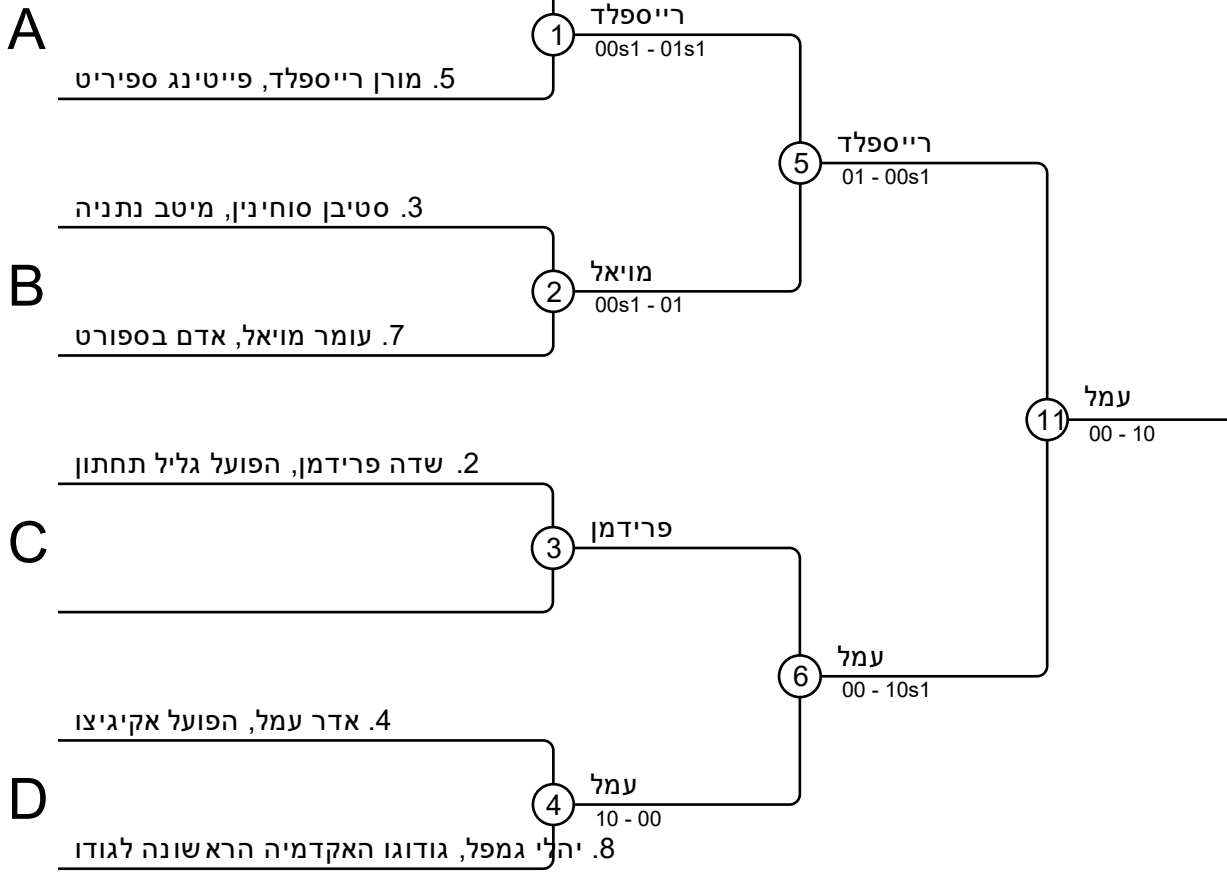 A
1
רייספלד
00s1 - 01s1
5. מורן רייספלד, פייטינג ספיריט
5
רייספלד
01 - 00s1
3. סטיבן סוחינין, מיטב נתניה
B
2
מויאל
00s1 - 01
7. עומר מויאל, אדם בספורט
11
עמל
00 - 10
2. שדה פרידמן, הפועל גליל תחתון
C
3
פרידמן
6
עמל
00 - 10s1
4. אדר עמל, הפועל אקיגיצו
D
4
עמל
10 - 00
8. יהלי גמפל, גודוגו האקדמיה הראשונה לגודו